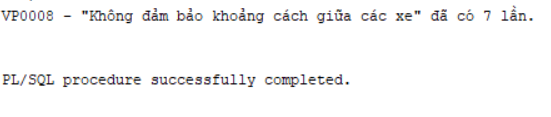 VP0008 - "Không đảm bảo khoảng cách giữa các xe" đã có 7 lần.
PL/SQL procedure successfully completed.